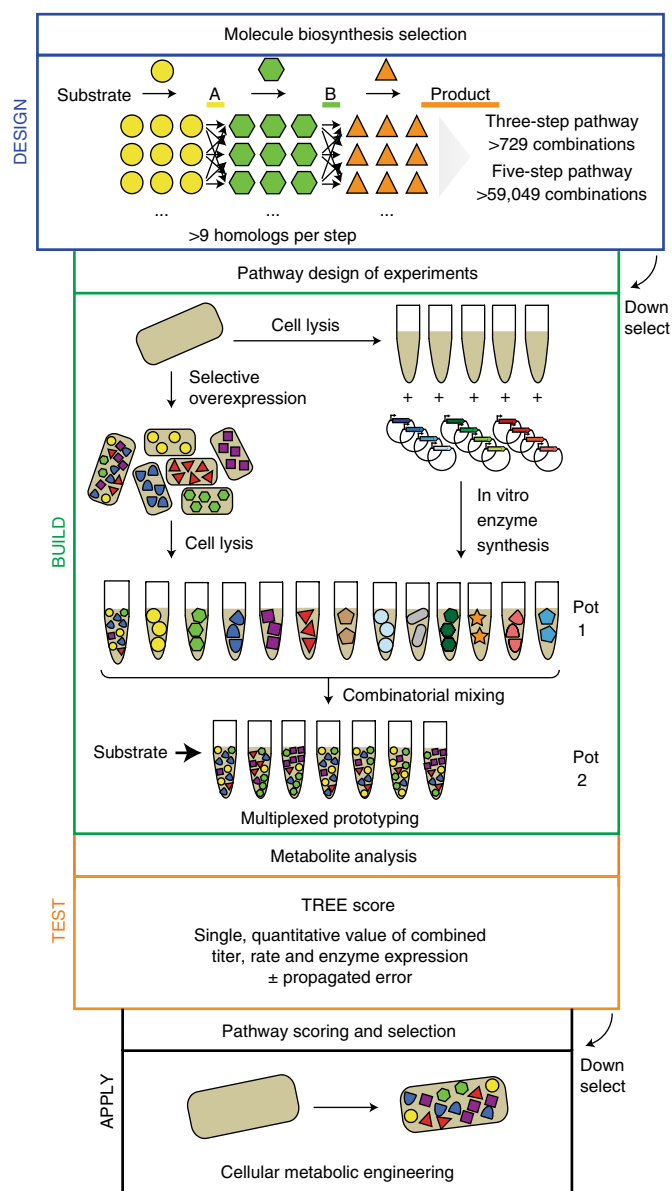 Molecule biosynthesis selection
DESIGN
Substrate
A
B
Product
Three-step pathway
>729 combinations
Five-step pathway
>59,049 combinations
...
...
...
>9 homologs per step
Down
select
Pathway design of experiments
BUILD
Cell lysis
Selective
overexpression
+ + + + +
In vitro
enzyme
synthesis
Cell lysis
Pot
1
Combinatorial mixing
Substrate
Pot
2
Multiplexed prototyping
Metabolite analysis
TEST
TREE score
Single, quantitative value of combined
titer, rate and enzyme expression
± propagated error
Pathway scoring and selection
Down
select
APPLY
Cellular metabolic engineering